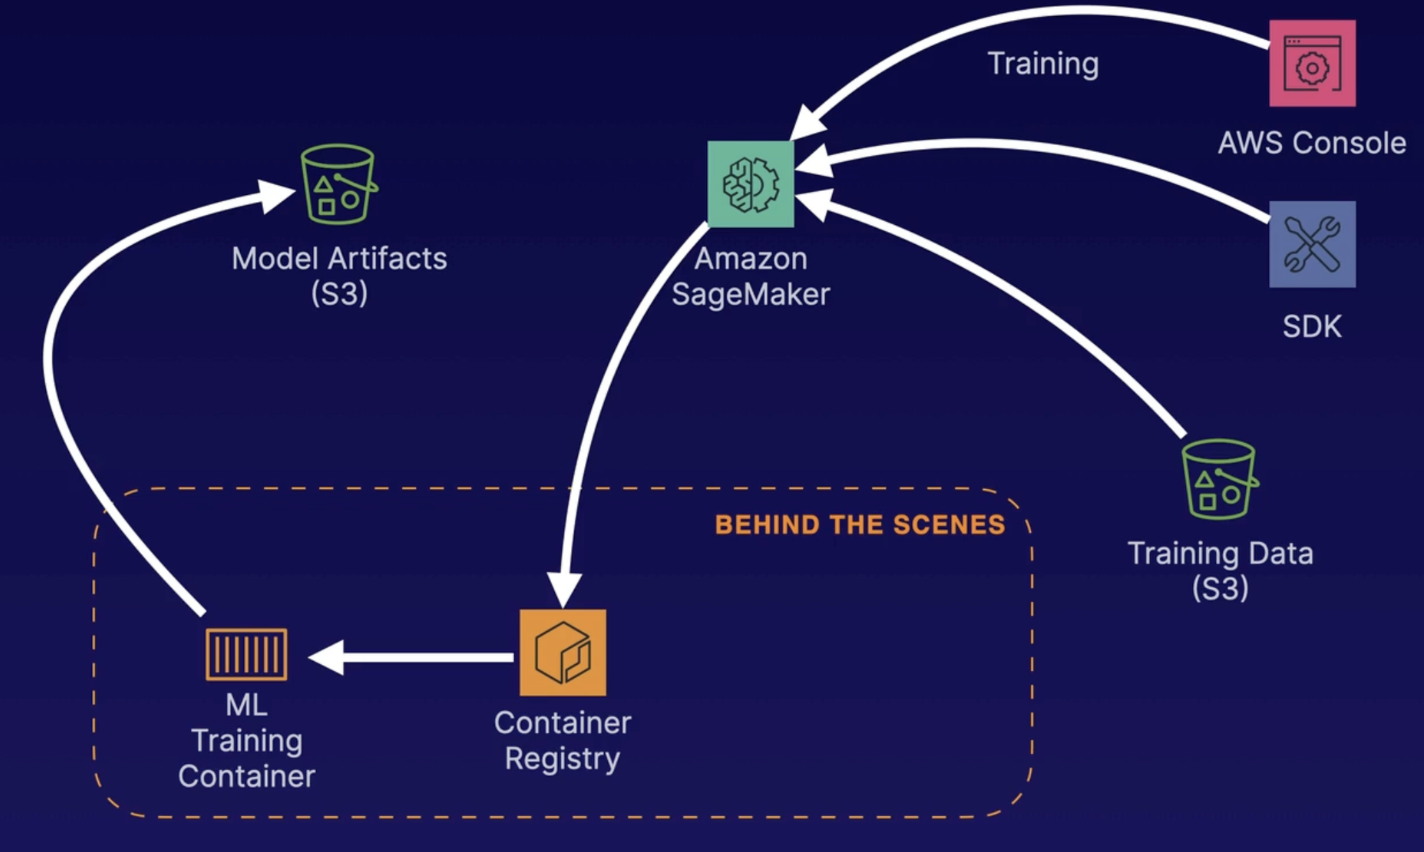 Training
AWS Console
SDK
Amazon
SageMaker
Model Artifacts
(S3)
Training Data
(S3)
BEHIND THE SCENES
ML
Training
Container
Container
Registry